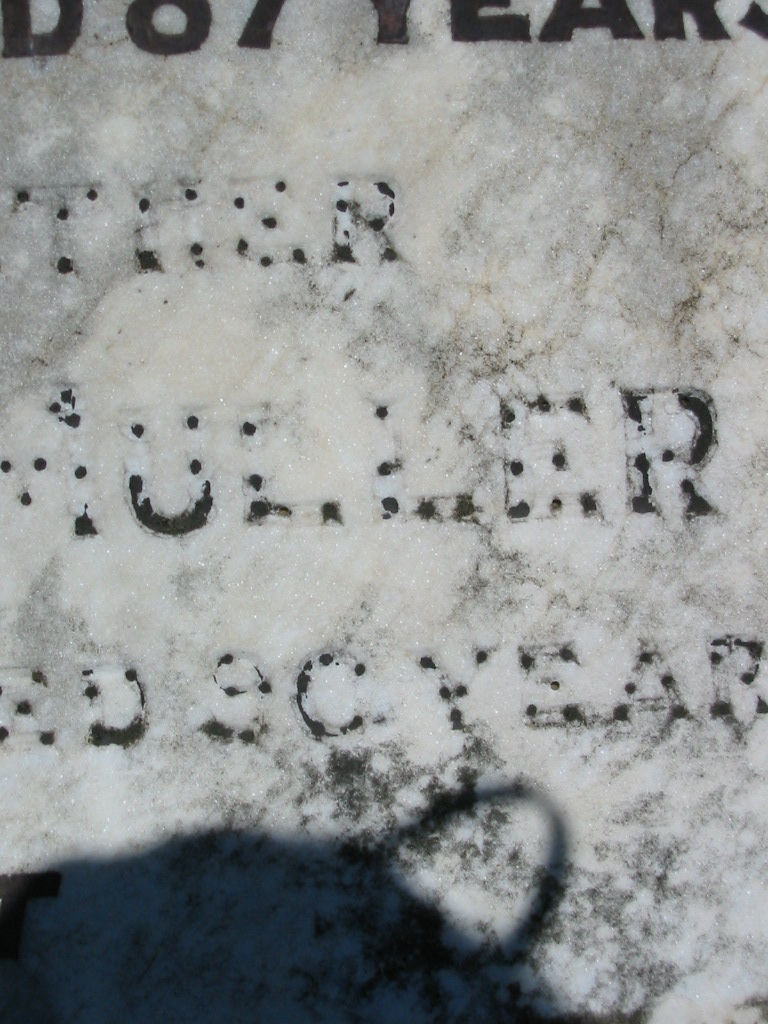 D 87 YEARS
THER
MUELLER
ED 90 YEAR